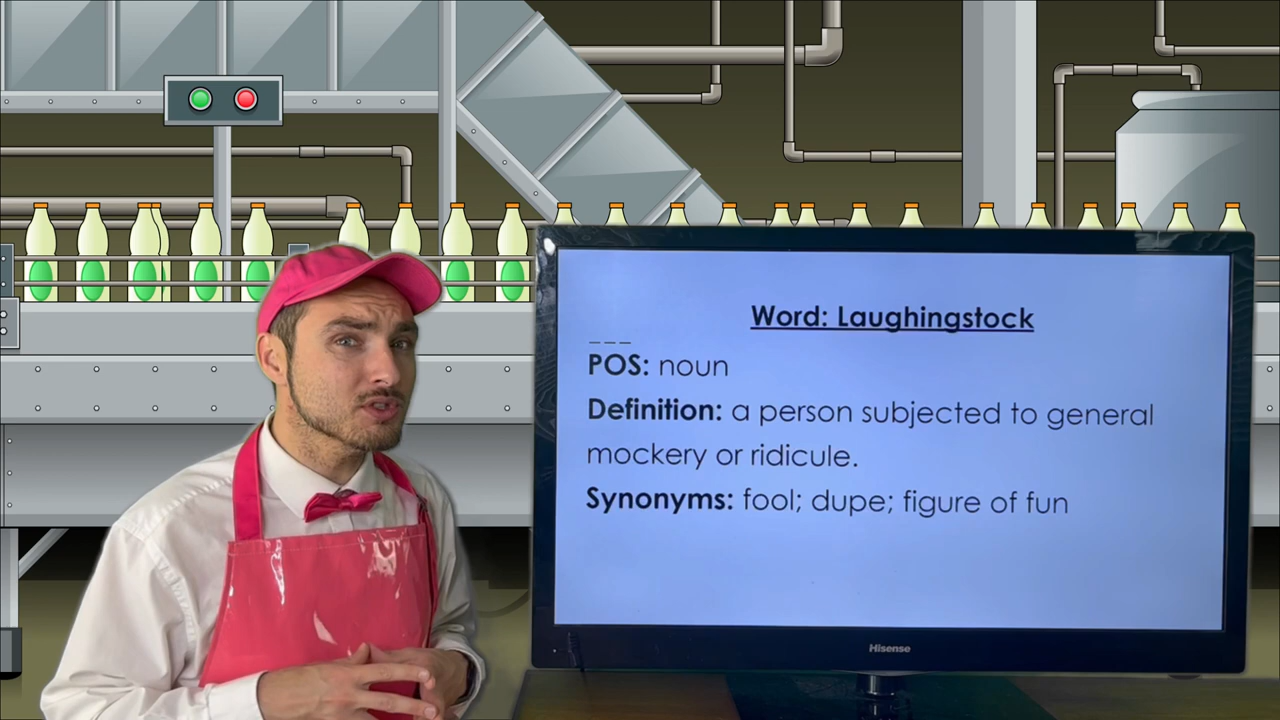 Word: Laughingstock
POS: noun
Definition: a person subjected to general
mockery or ridicule.
Synonyms: fool; dupe; figure of fun
Hisense